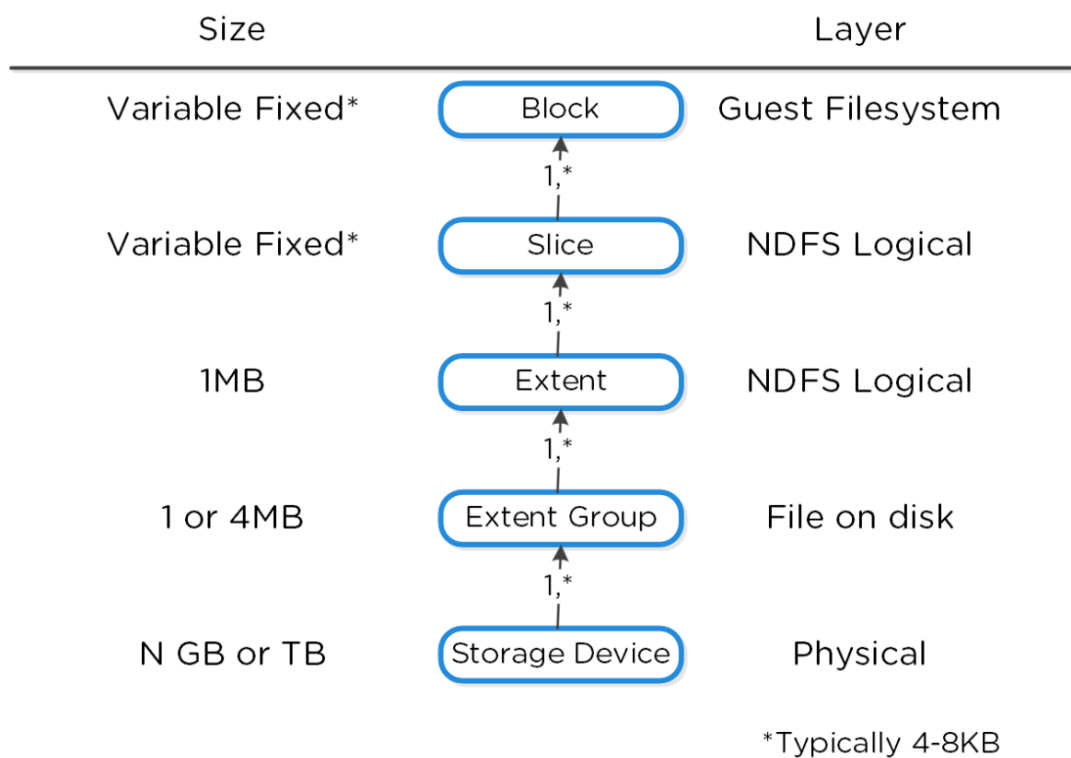 Size Layer
Variable Fixed* Block Guest Filesystem
1,*
Variable Fixed* Slice NDFS Logical
1,*
1MB Extent NDFS Logical
1,*
1 or 4MB Extent Group File on disk
1,*
N GB or TB Storage Device Physical
*Typically 4-8KB